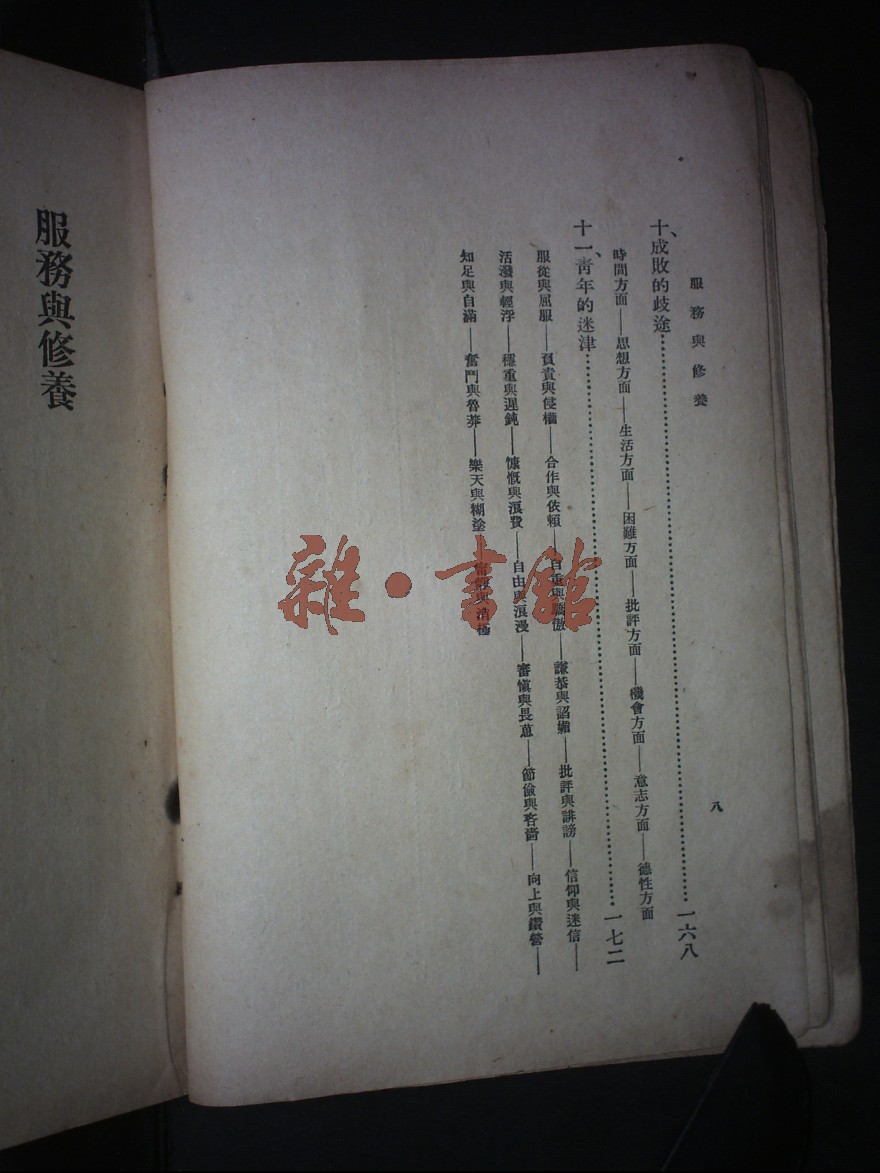 服務與修養
八
十、成敗的歧途……一六八
時間方面——思想方面——生活方面——困難方面——批評方面——機會方面——意志方面——德性方面
十一、靑年的迷津……一七二
服從與屈服——負責與侵權——合作與依賴——自重與驕傲——謙恭與諂媚——批評與誹謗——信仰與迷信——
活潑與輕浮——穩重與遲鈍——慷慨與浪費——自由與浪漫——審愼與畏葸——節儉與吝嗇——向上與鑽營——
知足與自滿——奮鬥與魯莽——樂天與糊塗——與消極
服務與修養
雜·書館